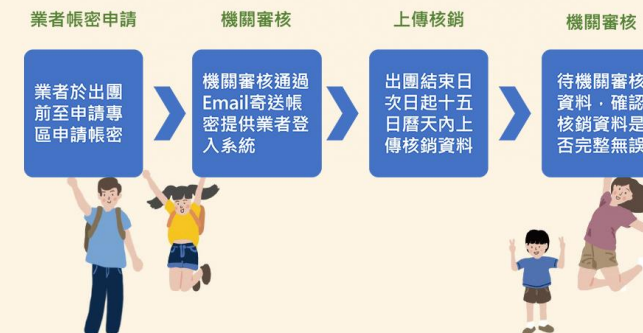 業者帳密申請
機關審核
上傳核銷
機關審核
業者於出團
前至申請專
區申請帳密
機關審核通過
Email寄送帳
密提供業者登
入系統
出團結束日
次日起十五
日曆天內上
傳核銷資料
待機關審核
資料，確認
核銷資料是
否完整無誤